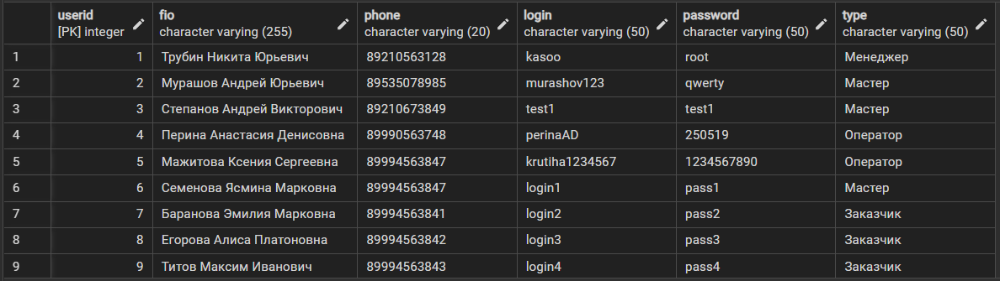 userid fio phone login password type
[PK] integer character varying (255) character varying (20) character varying (50) character varying (50) character varying (50)
1 1 Трубин Никита Юрьевич 89210563128 kasoo root Менеджер
2 2 Мурашов Андрей Юрьевич 89535078985 murashov123 qwerty Мастер
3 3 Степанов Андрей Викторович 89210673849 test1 test1 Мастер
4 4 Перина Анастасия Денисовна 89990563748 perinaAD 250519 Оператор
5 5 Мажитова Ксения Сергеевна 89994563847 krutiha1234567 1234567890 Оператор
6 6 Семенова Ясмина Марковна 89994563847 login1 pass1 Мастер
7 7 Баранова Эмилия Марковна 89994563841 login2 pass2 Заказчик
8 8 Егорова Алиса Платоновна 89994563842 login3 pass3 Заказчик
9 9 Титов Максим Иванович 89994563843 login4 pass4 Заказчик